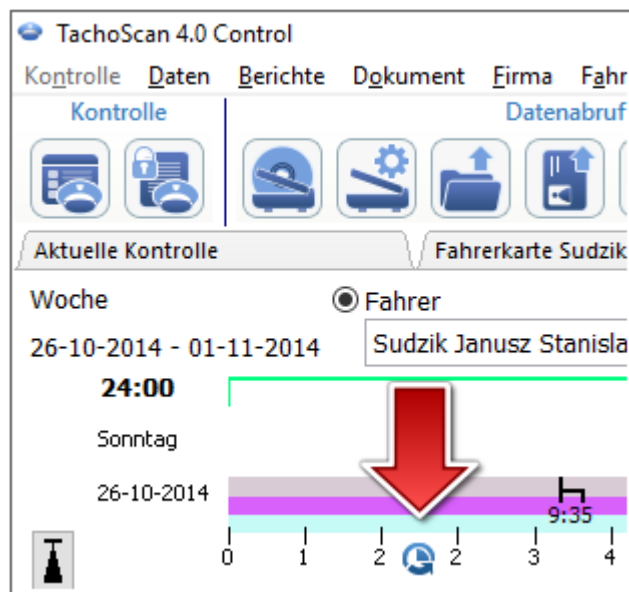 TachoScan 4.0 Control
Kontrolle Daten Berichte Dokument Firma Fahr
Kontrolle Datenabruf
Aktuelle Kontrolle Fahrerkarte Sudzik
Woche Fahrer
26-10-2014 - 01-11-2014 Sudzik Janusz Stanisla
24:00
Sonntag
26-10-2014
9:35
0 1 2 2 3 4